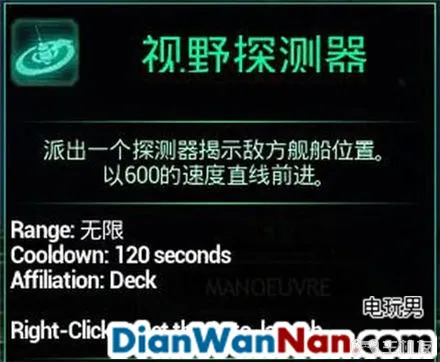 视野探测器
派出一个探测器揭示敌方舰船位置。
以600的速度直线前进。
Range: 无限
Cooldown: 120 seconds
Affiliation: Deck
MANOEUVRE
电玩男
Right-Click
DianWanNan.com